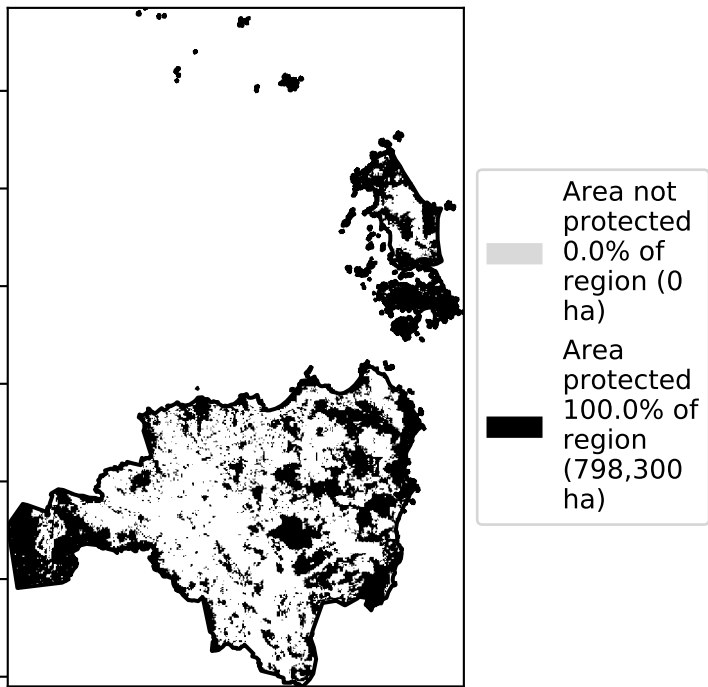 Area not
protected
0.0% of
region (0
ha)
Area
protected
100.0% of
region
(798,300
ha)